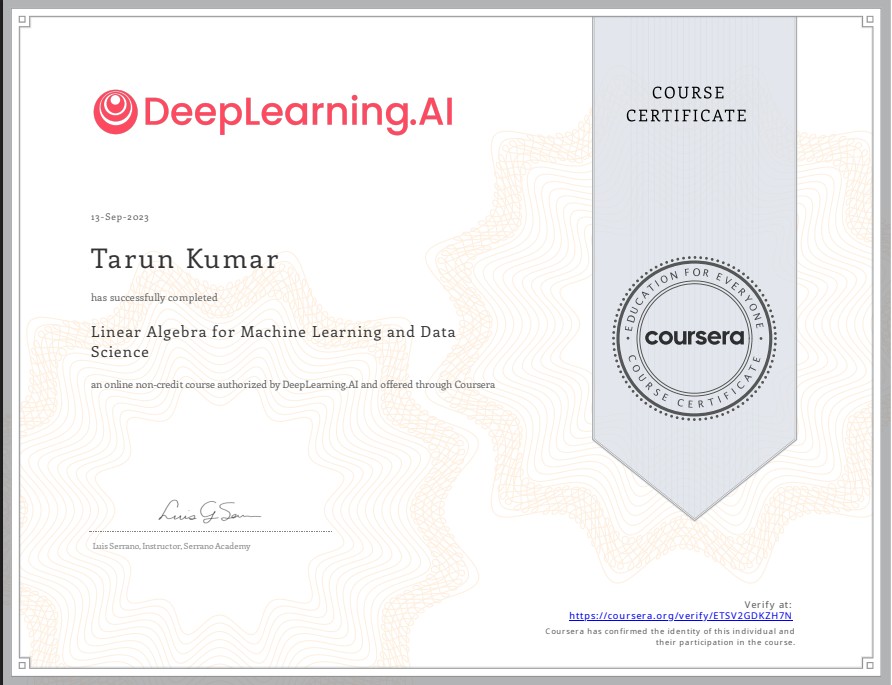 DeepLearning.AI
COURSE
CERTIFICATE
13-Sep-2023
Tarun Kumar
has successfully completed
Linear Algebra for Machine Learning and Data
Science
an online non-credit course authorized by DeepLearning.AI and offered through Coursera
EDUCATION FOR EVERYONE
coursera
COURSE CERTIFICATE
Luis G Serrano
Luis Serrano, Instructor, Serrano Academy
Verify at:
https://coursera.org/verify/ETSV2GDKZH7N
Coursera has confirmed the identity of this individual and
their participation in the course.